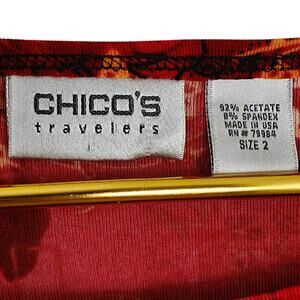 CHICO'S
travelers
92% ACETATE
8% SPANDEX
MADE IN USA
RN# 79984
SIZE 2